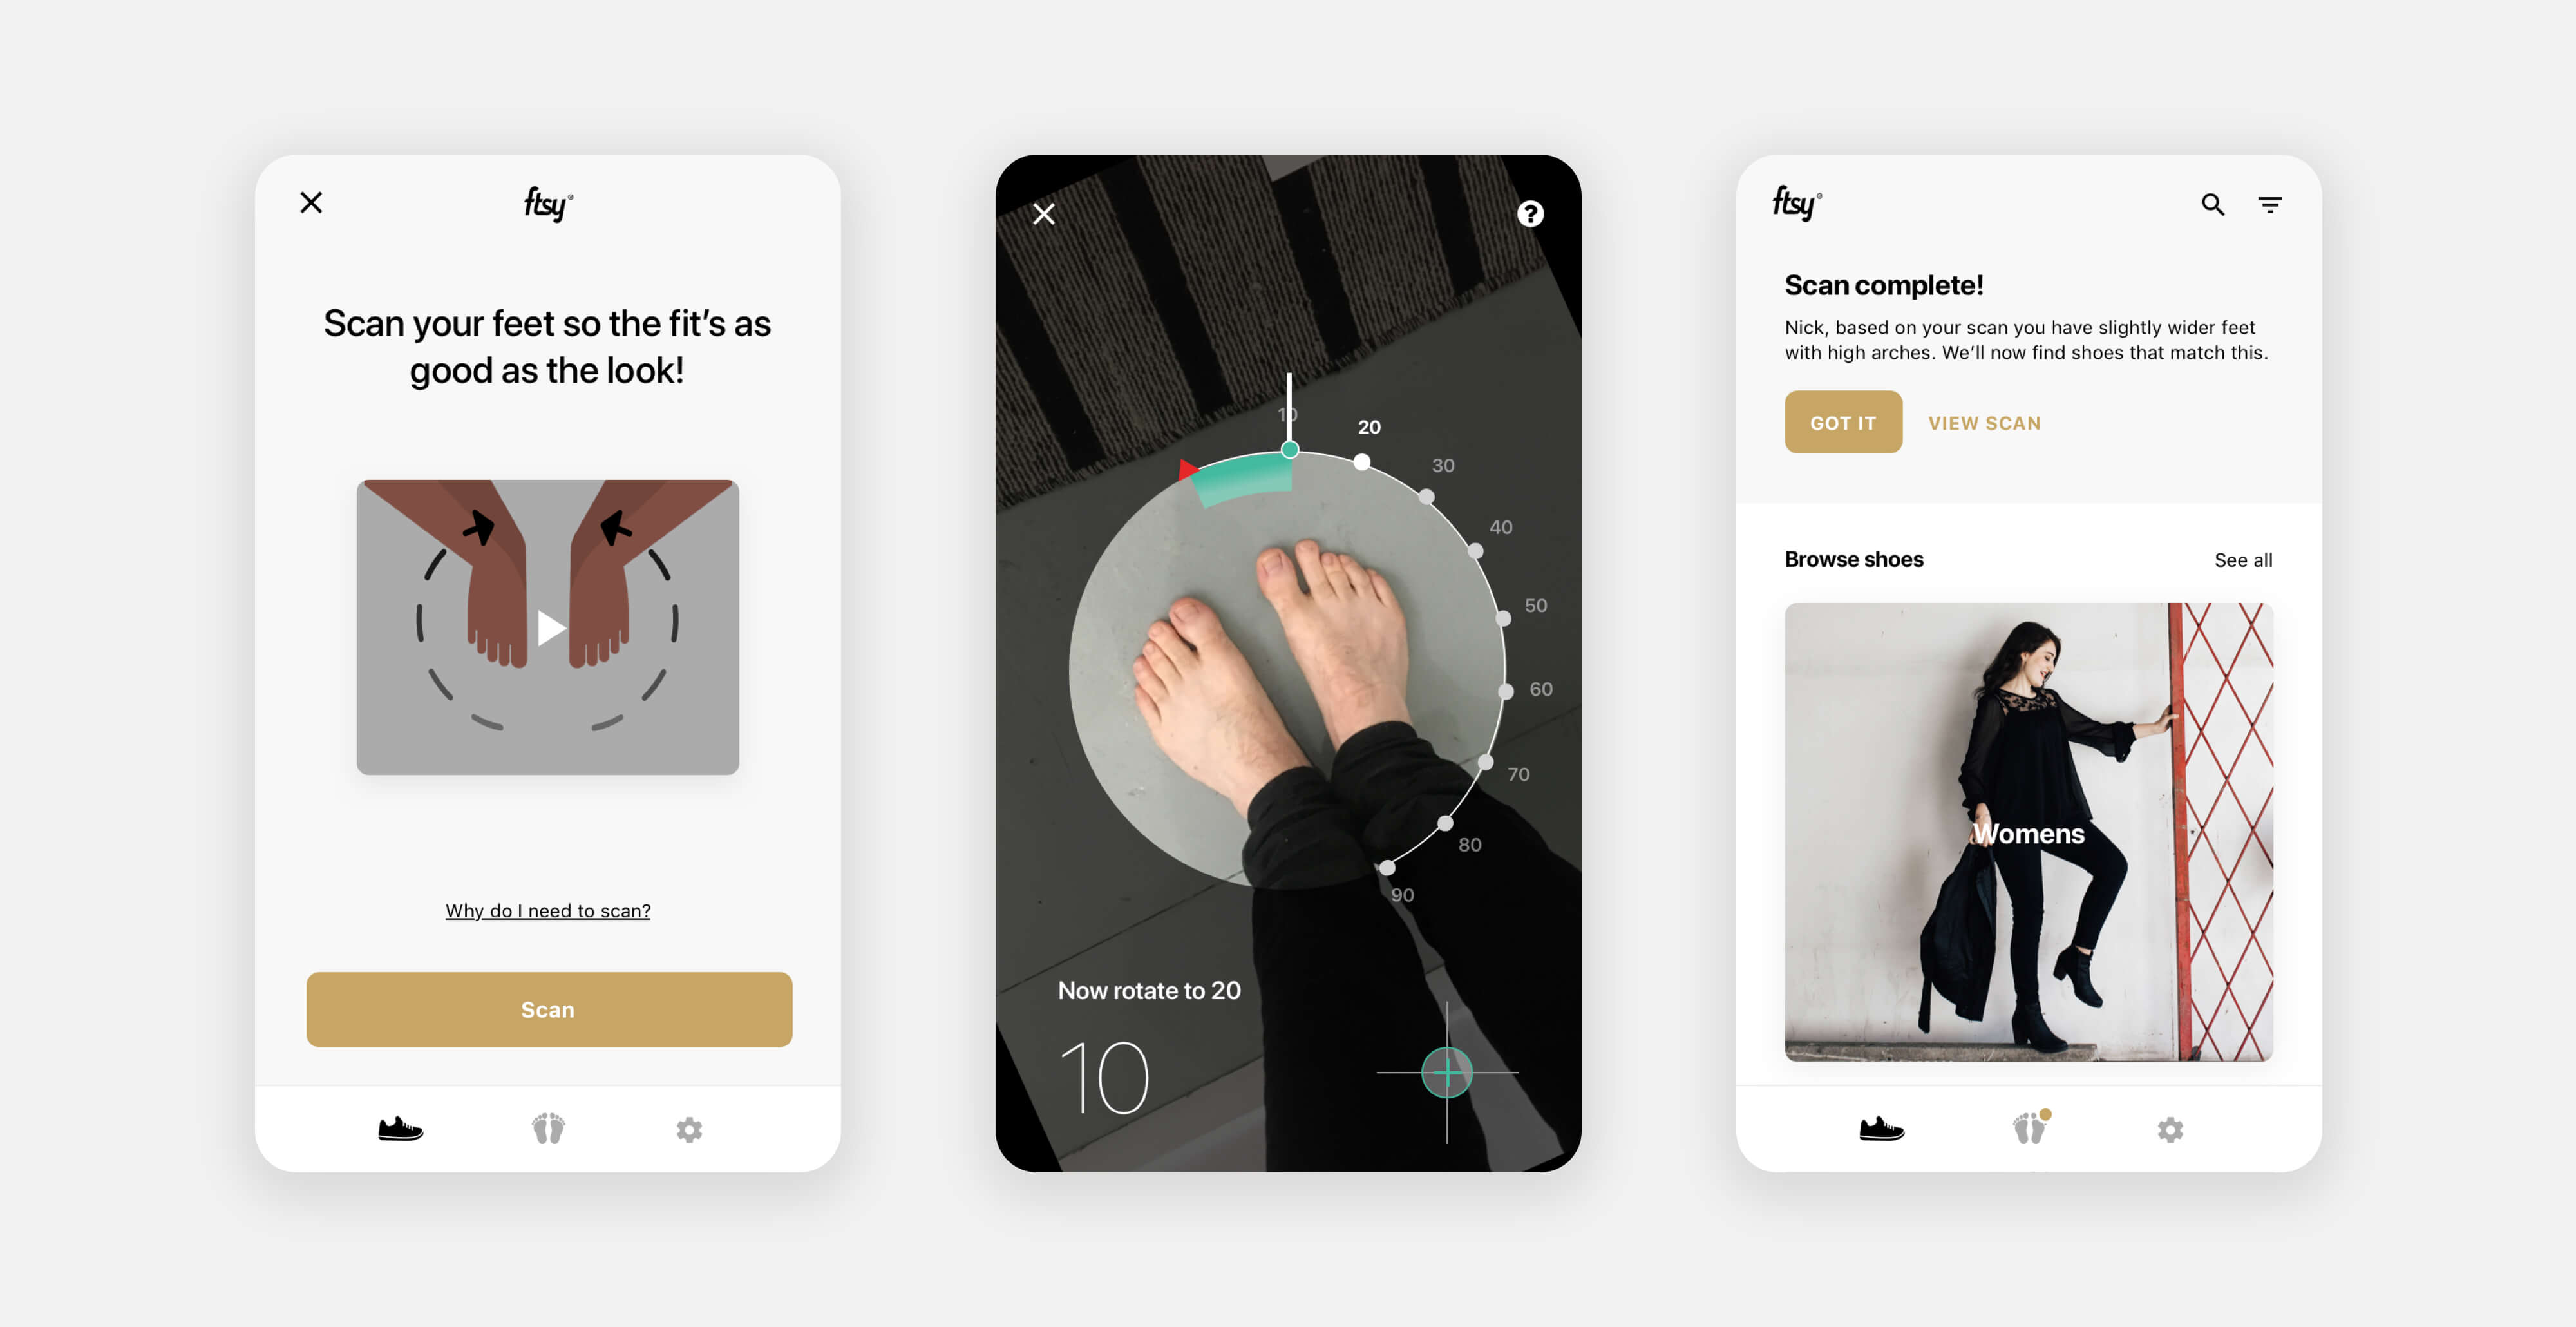 ftsy
Scan your feet so the fit's as
good as the look!
Why do I need to scan?
Scan
10
20
30
40
50
60
70
80
90
Now rotate to 20
10
ftsy
Scan complete!
Nick, based on your scan you have slightly wider feet
with high arches. We'll now find shoes that match this.
GOT IT
VIEW SCAN
Browse shoes
See all
Womens